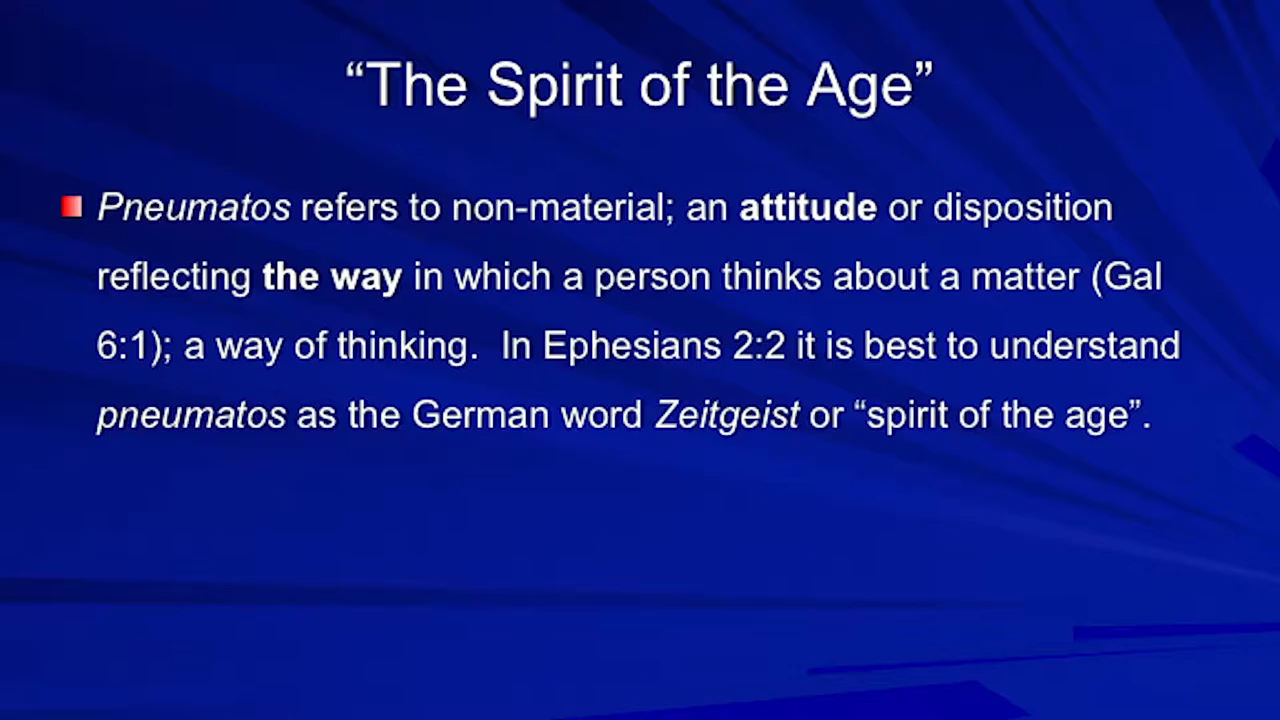 “The Spirit of the Age”
Pneumatos refers to non-material; an attitude or disposition
reflecting the way in which a person thinks about a matter (Gal
6:1); a way of thinking.  In Ephesians 2:2 it is best to understand
pneumatos as the German word Zeitgeist or “spirit of the age”.